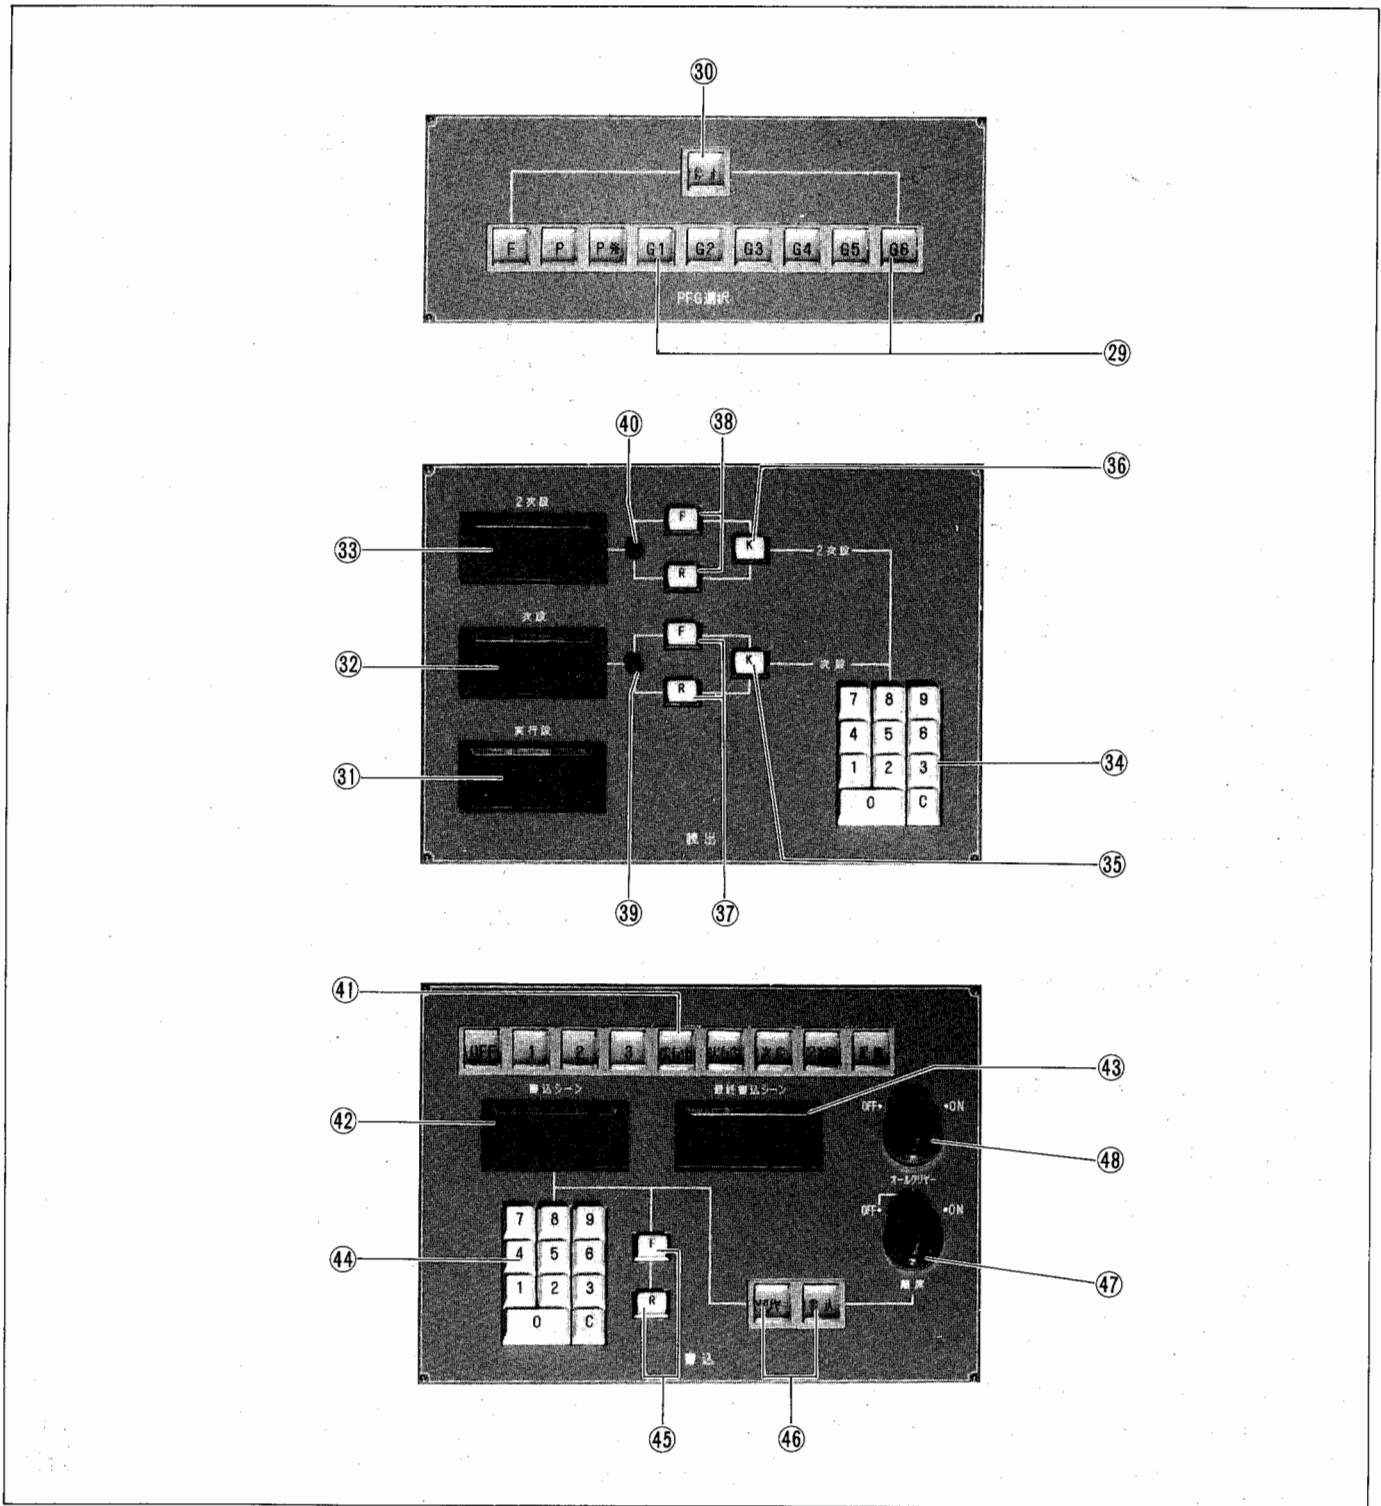 ㉚
F P P% G1 G2 G3 G4 G5 G6
PFG選択
㉙
㊵ ㊳
㊱
2次段
F
㉝ K 2次段
R
次段
F
㉜ K 次段
R
実行段
7 8 9
4 5 6
㉛ 1 2 3 ㉞
0 C
読出
㉟
㊴ ㊲
㊶
OFF 1 2 3
書込シーン 最終書込シーン
㊸
OFF ON
㊷
㊽
オールクリヤー
OFF ON
7 8 9
F
㊹ 4 5 6
㊼
1 2 3
R
0 C
書込
㊺ ㊻